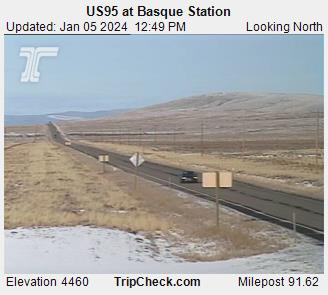 US95 at Basque Station
Updated: Jan 05 2024 12:49 PM Looking North
Elevation 4460 TripCheck.com Milepost 91.62